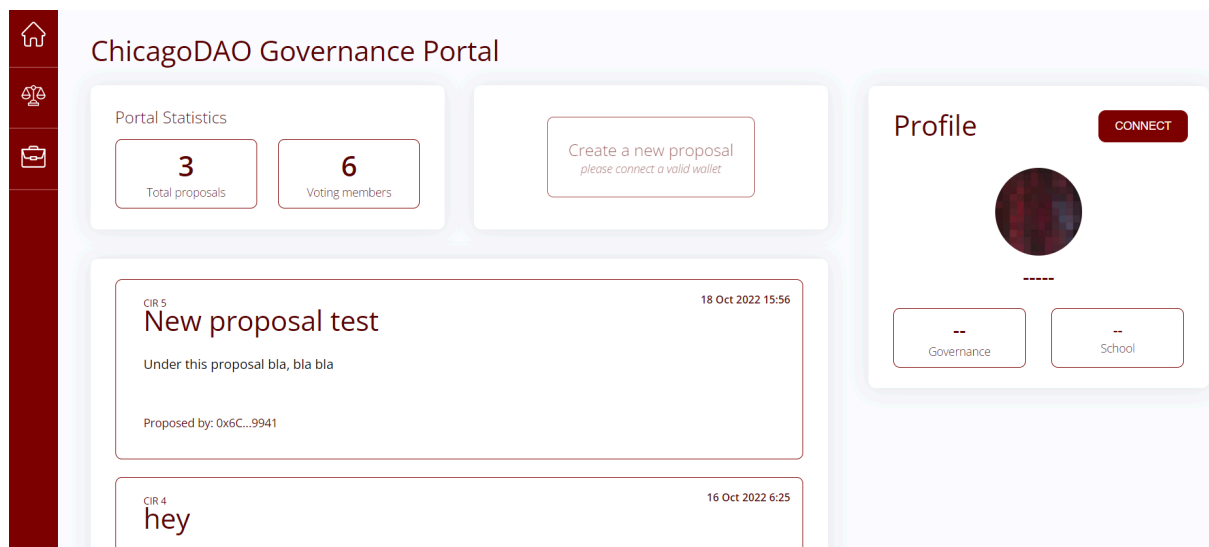 ChicagoDAO Governance Portal
Portal Statistics
3
Total proposals
6
Voting members
Create a new proposal
please connect a valid wallet
Profile
CONNECT
-----
--
Governance
--
School
CIR 5
18 Oct 2022 15:56
New proposal test
Under this proposal bla, bla bla
Proposed by: 0x6C...9941
CIR 4
16 Oct 2022 6:25
hey